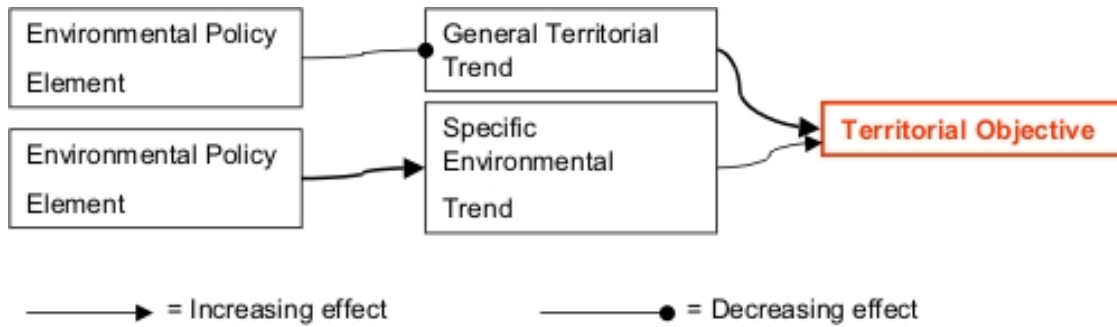 Environmental Policy
Element
General Territorial
Trend
Environmental Policy
Element
Specific
Environmental
Trend
Territorial Objective
= Increasing effect
= Decreasing effect